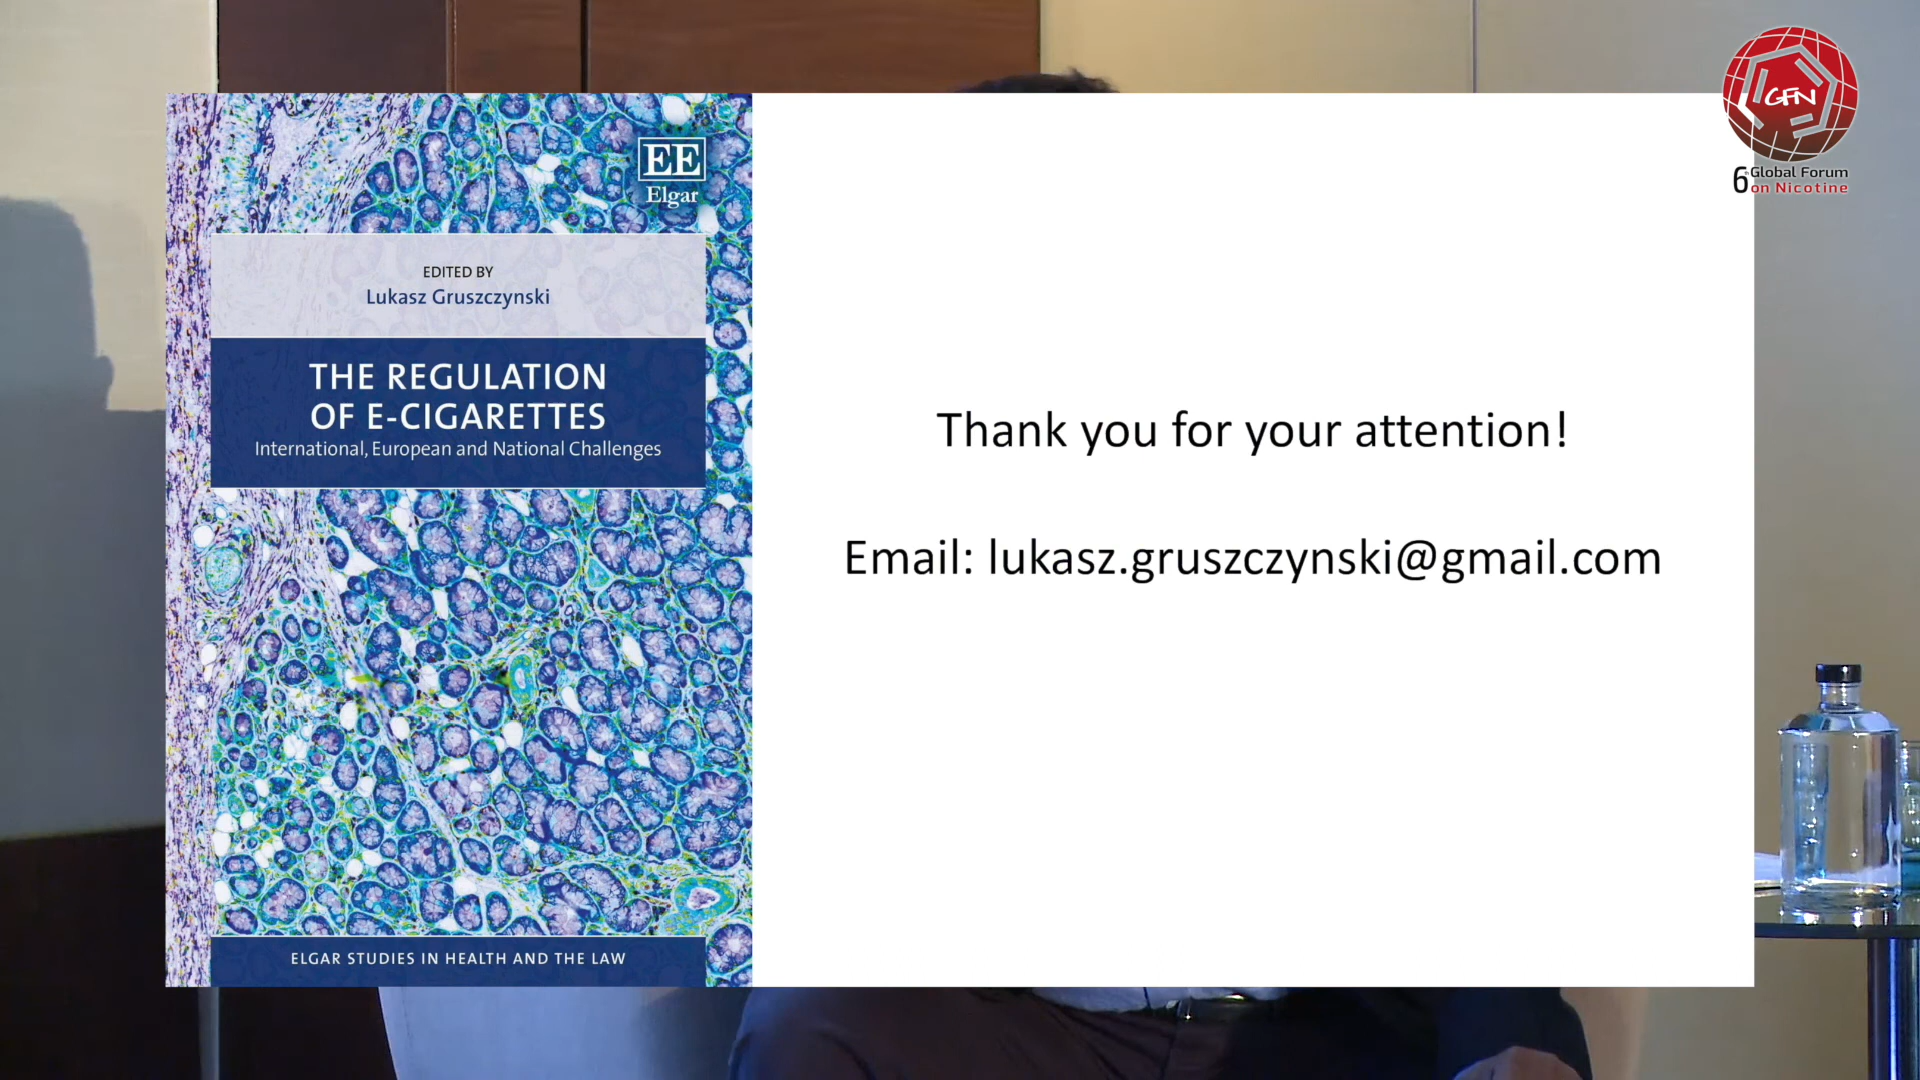 EE
Elgar
EDITED BY
Lukasz Gruszczynski
THE REGULATION
OF E-CIGARETTES
International, European and National Challenges
ELGAR STUDIES IN HEALTH AND THE LAW
Thank you for your attention!
Email: lukasz.gruszczynski@gmail.com
GFN
6th Global Forum
on Nicotine